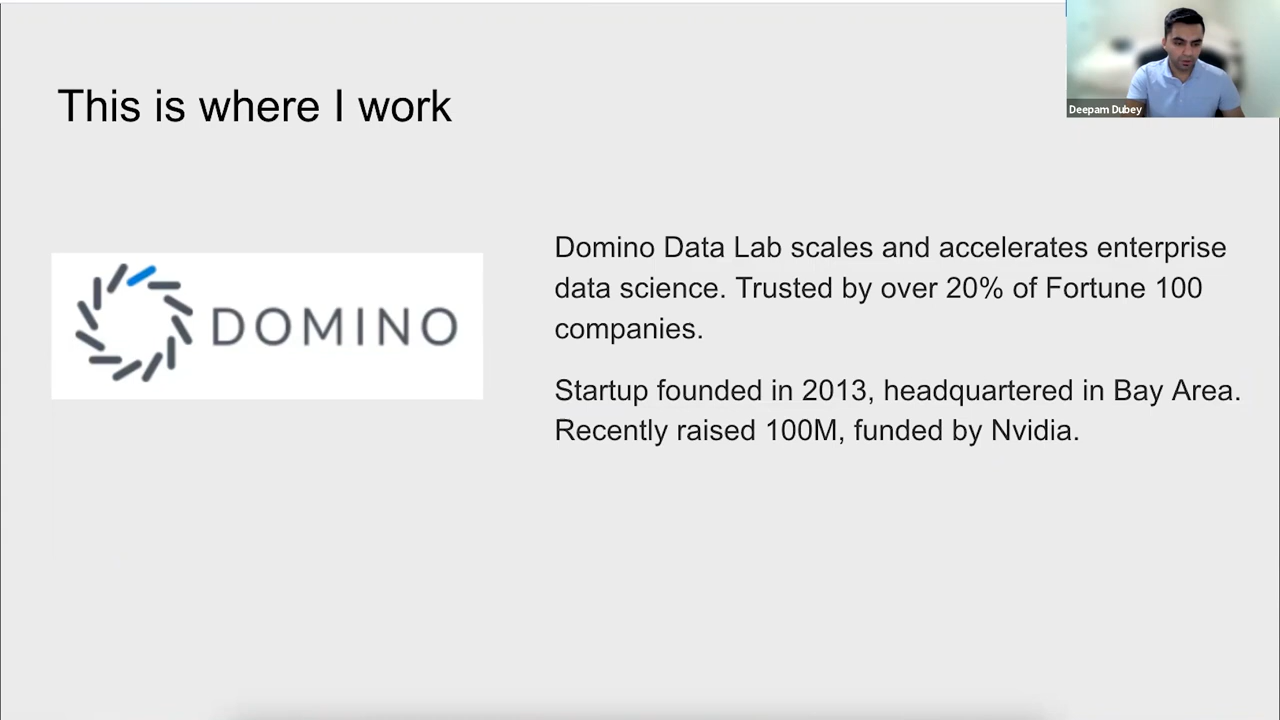 This is where I work
Deepam Dubey
DOMINO
Domino Data Lab scales and accelerates enterprise
data science. Trusted by over 20% of Fortune 100
companies.
Startup founded in 2013, headquartered in Bay Area.
Recently raised 100M, funded by Nvidia.